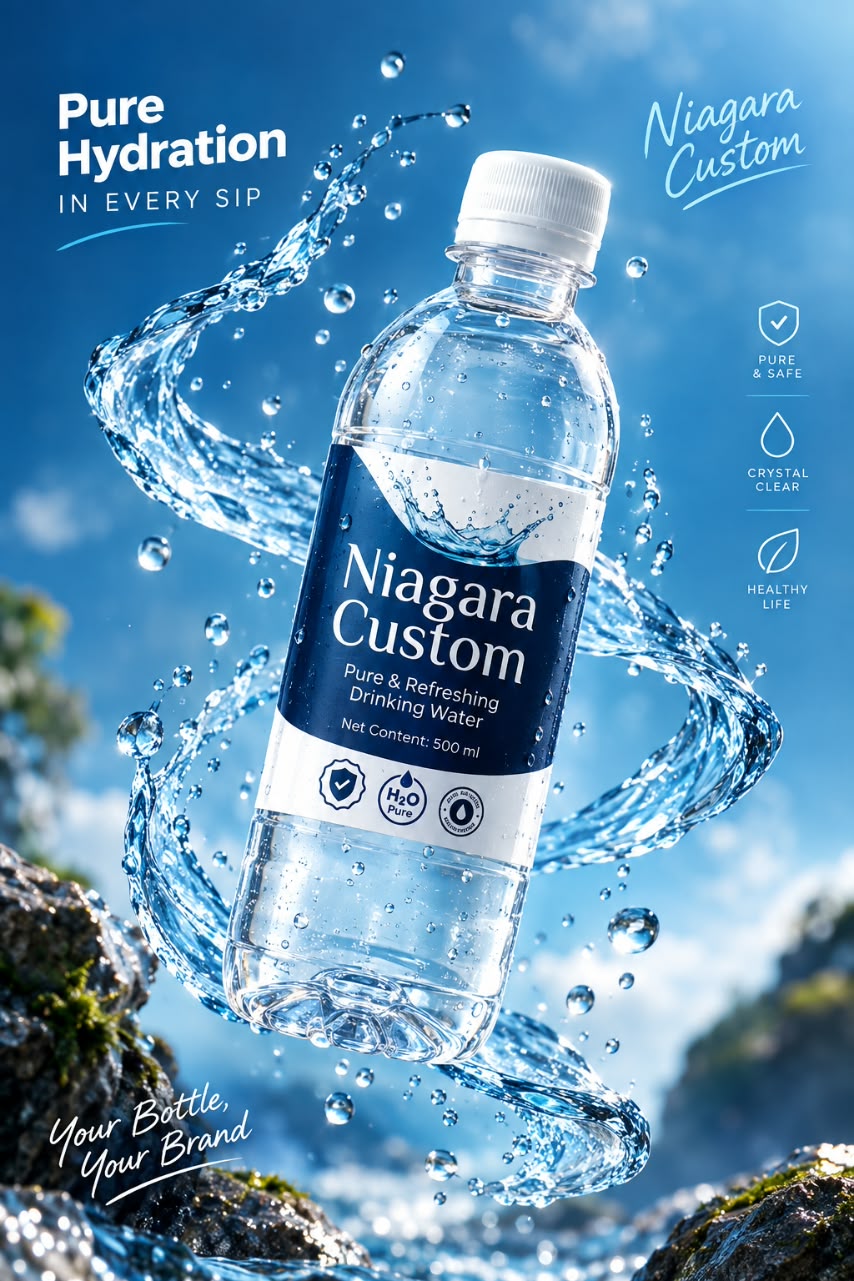 Pure
Hydration
IN EVERY SIP
Niagara
Custom
PURE
& SAFE
CRYSTAL
CLEAR
HEALTHY
LIFE
Niagara
Custom
Pure & Refreshing
Drinking Water
Net Content: 500 ml
H₂O
Pure
Your Bottle,
Your Brand